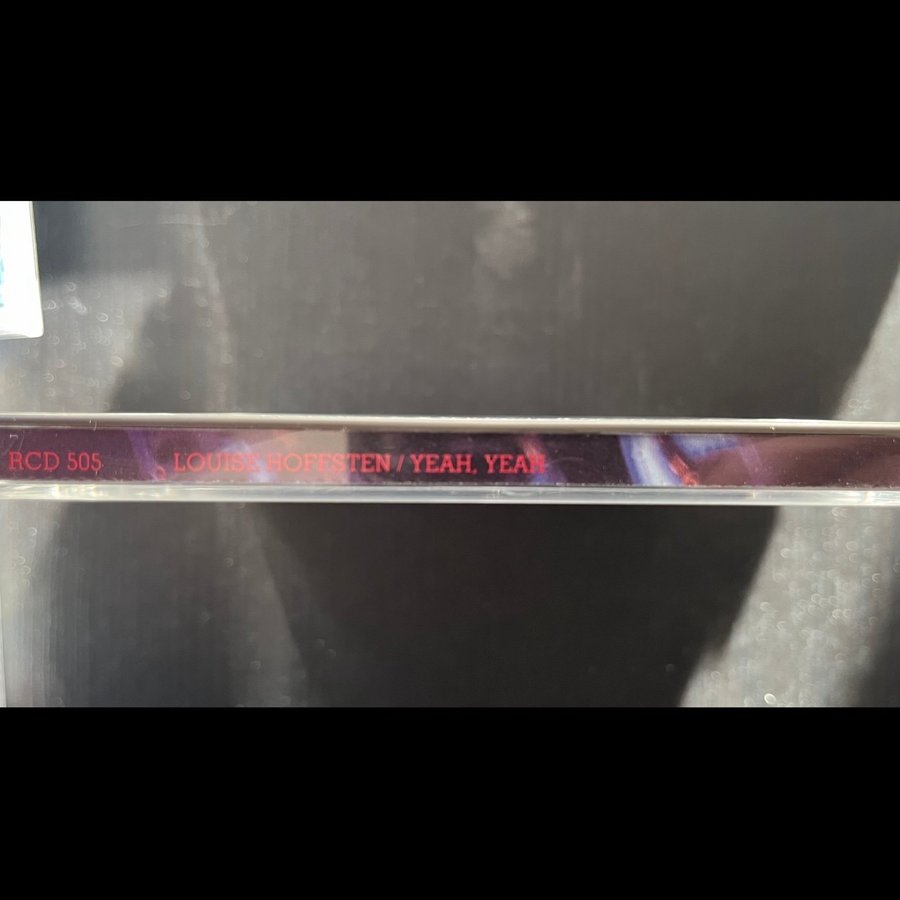 RCD 505 LOUISE HOFFSTEN / YEAH, YEAH